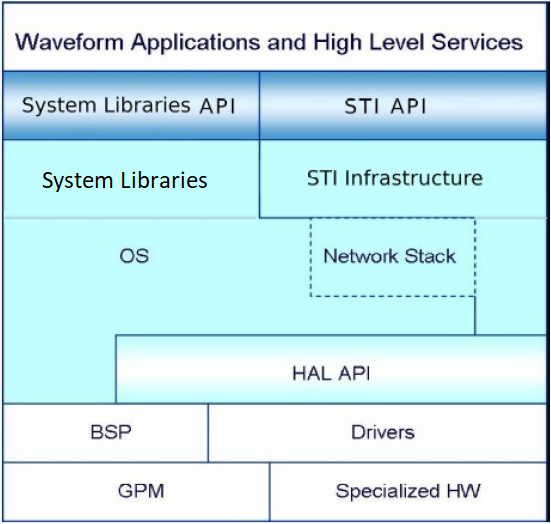 Waveform Applications and High Level Services
System Libraries API
STI API
System Libraries
STI Infrastructure
OS
Network Stack
HAL API
BSP
Drivers
GPM
Specialized HW